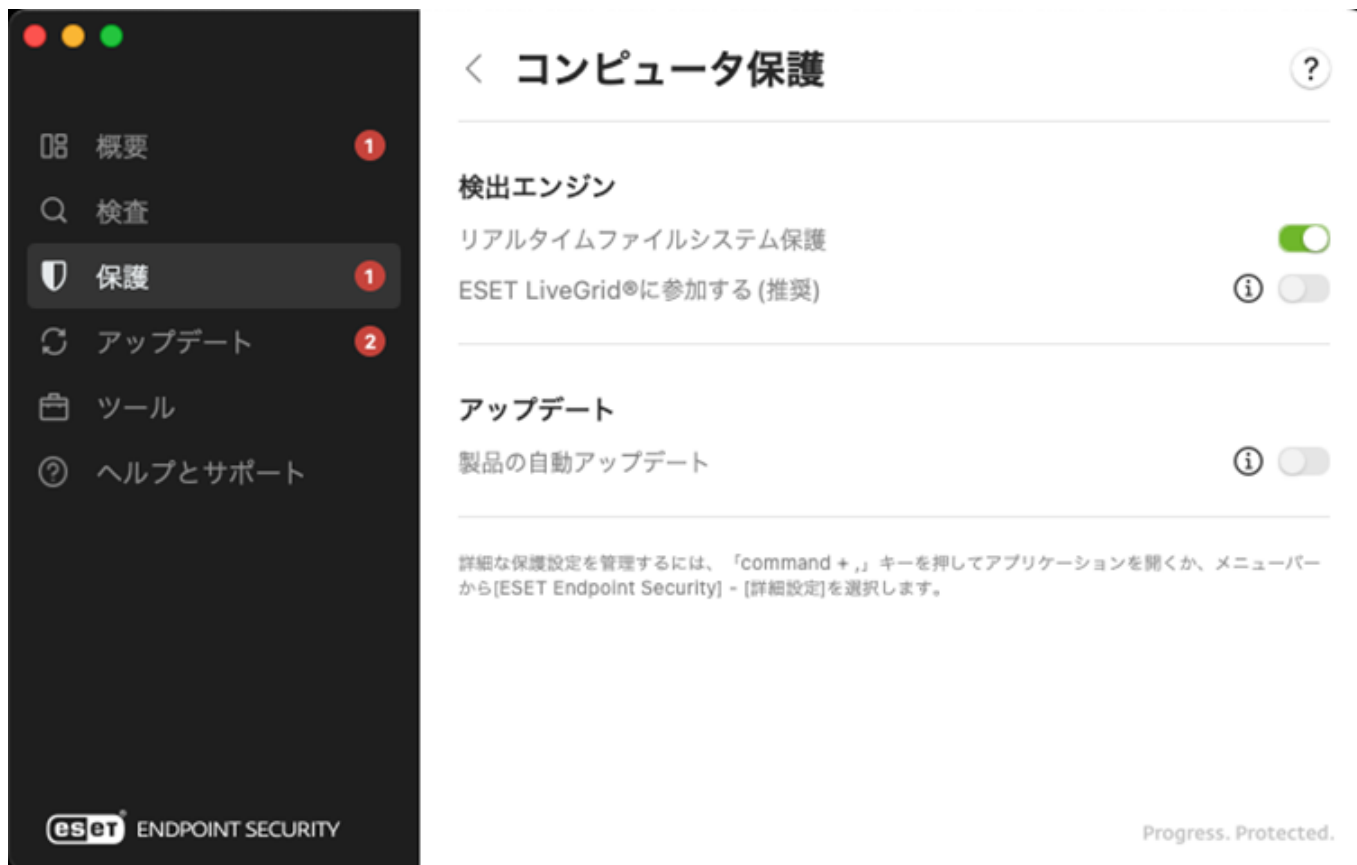 コンピュータ保護
?
概要
1
検査
保護
1
アップデート
2
ツール
ヘルプとサポート
検出エンジン
リアルタイムファイルシステム保護
ESET LiveGrid®に参加する (推奨)
アップデート
製品の自動アップデート
詳細な保護設定を管理するには、「command + ,」キーを押してアプリケーションを開くか、メニューバー
から[ESET Endpoint Security] - [詳細設定]を選択します。
eset® ENDPOINT SECURITY
Progress. Protected.